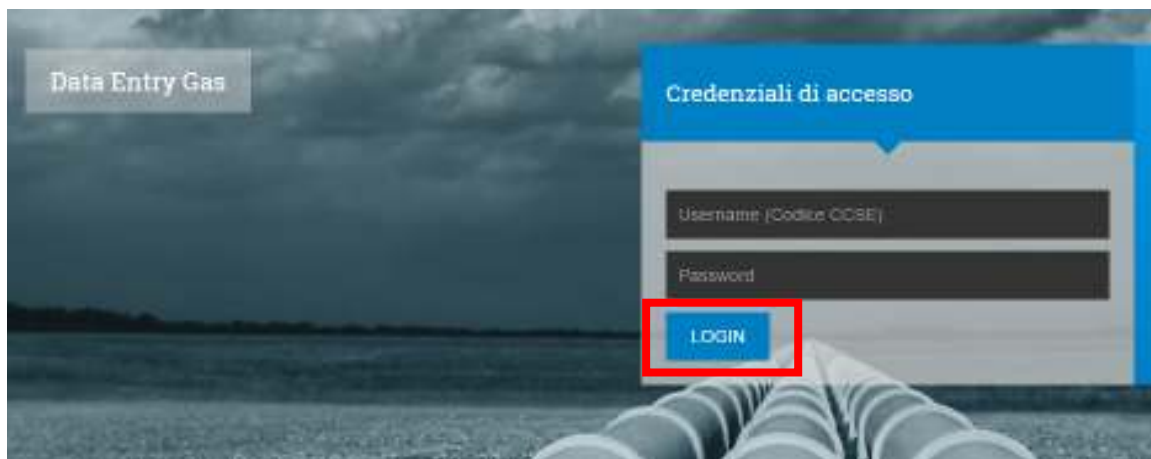 Data Entry Gas
Credenziali di accesso
Username (Codice CCSE)
Password
LOGIN